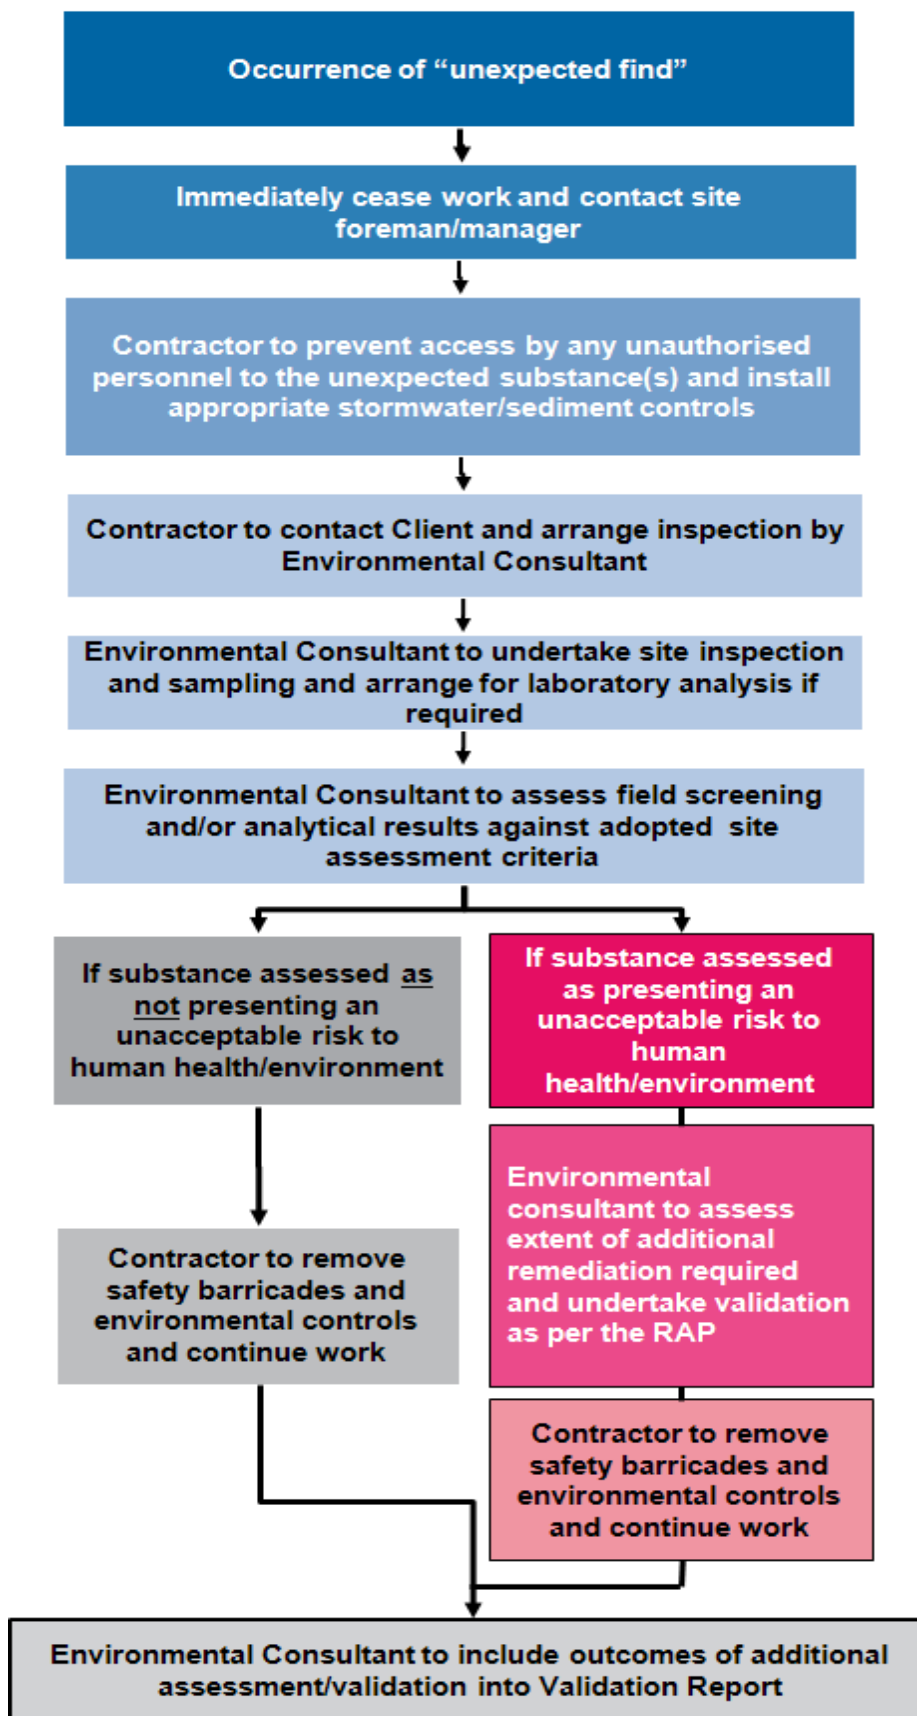 Occurrence of “unexpected find”
Immediately cease work and contact site
foreman/manager
Contractor to prevent access by any unauthorised
personnel to the unexpected substance(s) and install
appropriate stormwater/sediment controls
Contractor to contact Client and arrange inspection by
Environmental Consultant
Environmental Consultant to undertake site inspection
and sampling and arrange for laboratory analysis if
required
Environmental Consultant to assess field screening
and/or analytical results against adopted site
assessment criteria
If substance assessed as
not presenting an
unacceptable risk to
human health/environment
If substance assessed
as presenting an
unacceptable risk to
human
health/environment
Environmental
consultant to assess
extent of additional
remediation required
and undertake validation
as per the RAP
Contractor to remove
safety barricades and
environmental controls
and continue work
Contractor to remove
safety barricades and
environmental controls
and continue work
Environmental Consultant to include outcomes of additional
assessment/validation into Validation Report